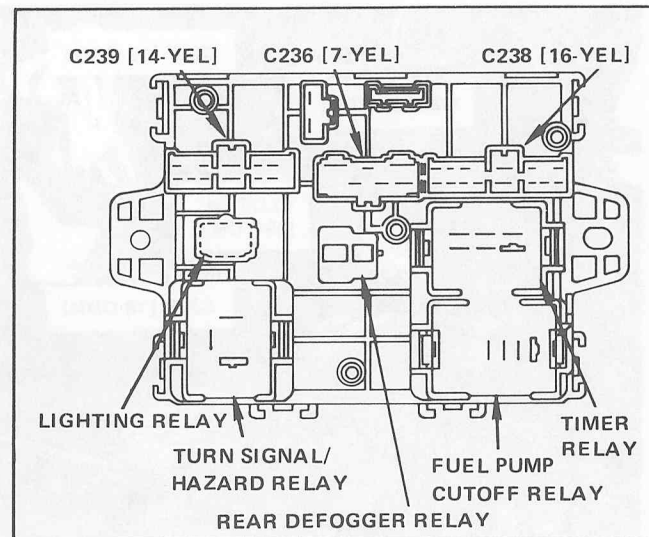 C239 [14-YEL]
C236 [7-YEL]
C238 [16-YEL]
LIGHTING RELAY
TURN SIGNAL/
HAZARD RELAY
REAR DEFOGGER RELAY
FUEL PUMP
CUTOFF RELAY
TIMER
RELAY